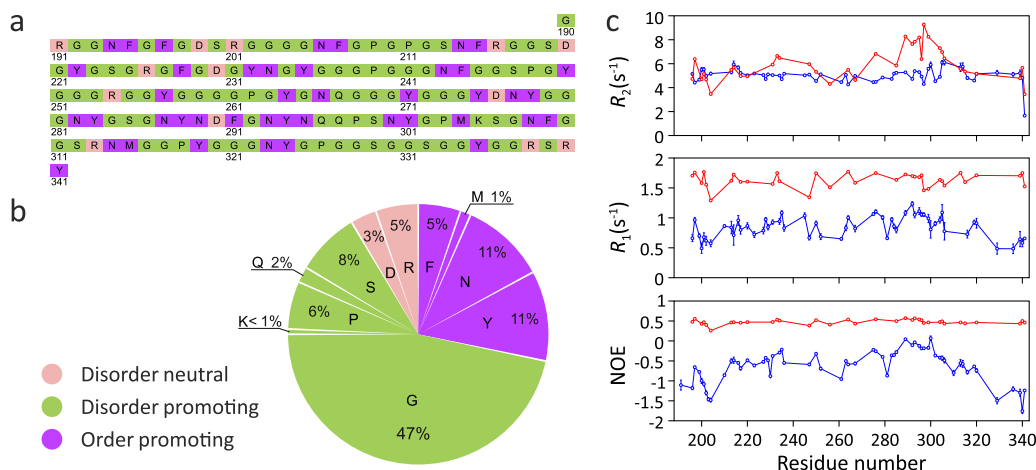 a
G
190
R G G N F G F G D S R G G G G N F G P G P G S N F R G G S D
191 201 211
G Y G S G R G F G D G Y N G Y G G G P G G G N F G G S P G Y
221 231 241
G G G R G G Y G G G G P G Y G N Q G G G Y G G G Y D N Y G G
251 261 271
G N Y G S G N Y N D F G N Y N Q Q P S N Y G P M K S G N F G
281 291 301
G S R N M G G P Y G G G N Y G P G G S G G S G G Y G G R S R
311 321 331
Y
341
b
M 1%
5%
F
11%
N
11%
Y
47%
G
K< 1%
6%
P
Q 2%
8%
S
3%
D
5%
R
Disorder neutral
Disorder promoting
Order promoting
c
R2(s-1)
10
8
6
4
2
0
R1(s-1)
2
1.5
1
0.5
0
NOE
1
0.5
0
-0.5
-1
-1.5
-2
200 220 240 260 280 300 320 340
Residue number